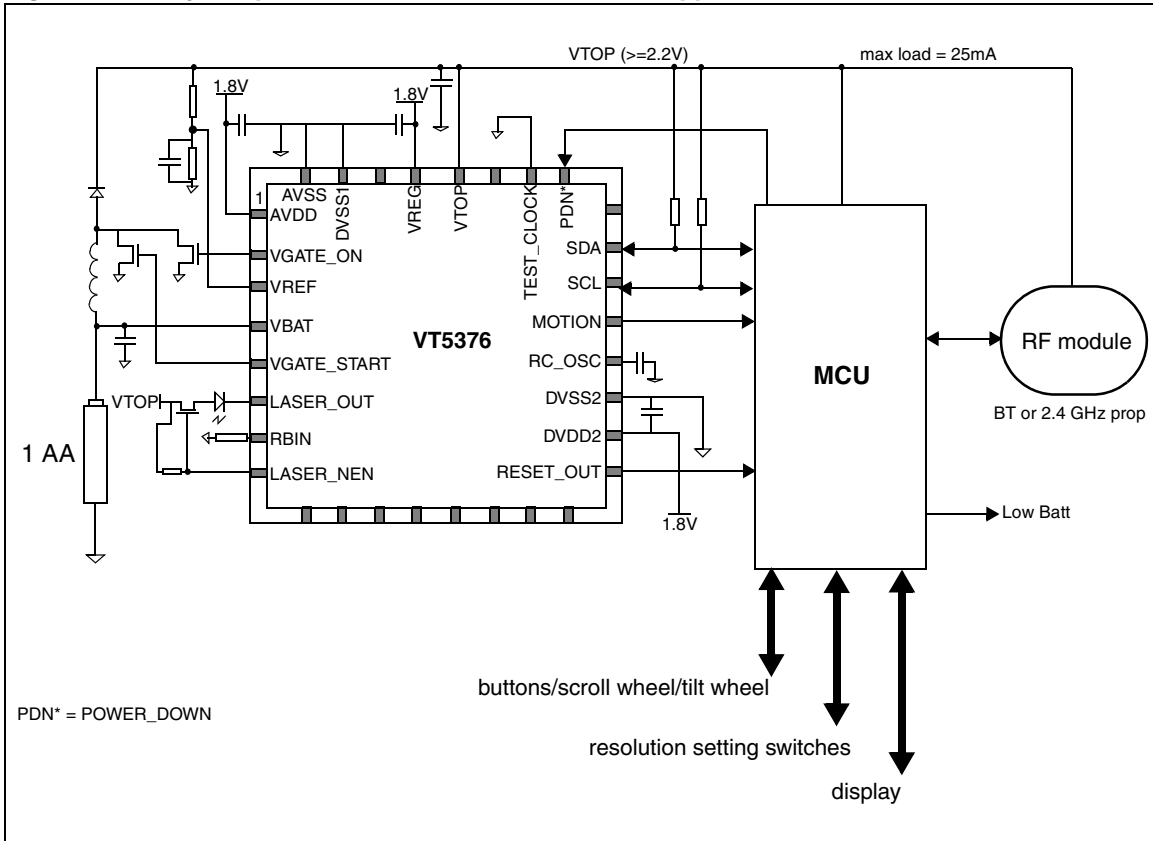 VTOP (>=2.2V)
max load = 25mA
1.8V
1.8V
1
AVSS
DVSS1
VREG
VTOP
TEST_CLOCK
PDN*
AVDD
VGATE_ON
VREF
VBAT
VGATE_START
LASER_OUT
RBIN
LASER_NEN
VTOP
1 AA
VT5376
SDA
SCL
MOTION
RC_OSC
DVSS2
DVDD2
RESET_OUT
1.8V
MCU
RF module
BT or 2.4 GHz prop
Low Batt
buttons/scroll wheel/tilt wheel
resolution setting switches
display
PDN* = POWER_DOWN